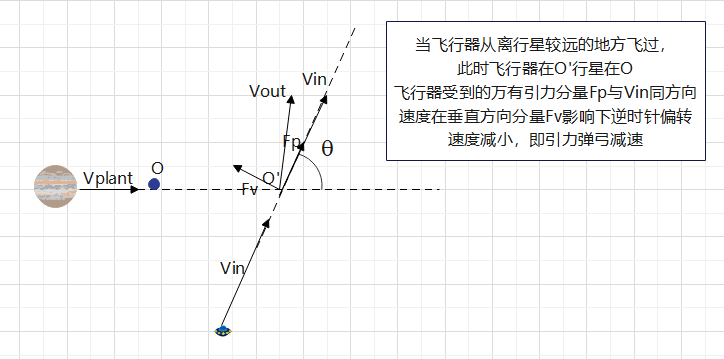 当飞行器从离行星较远的地方飞过，
此时飞行器在O'行星在O
飞行器受到的万有引力分量Fp与Vin同方向
速度在垂直方向分量Fv影响下逆时针偏转
速度减小，即引力弹弓减速
Vin
Vout
Fp
θ
O
Vplant
O'
Fv
Vin